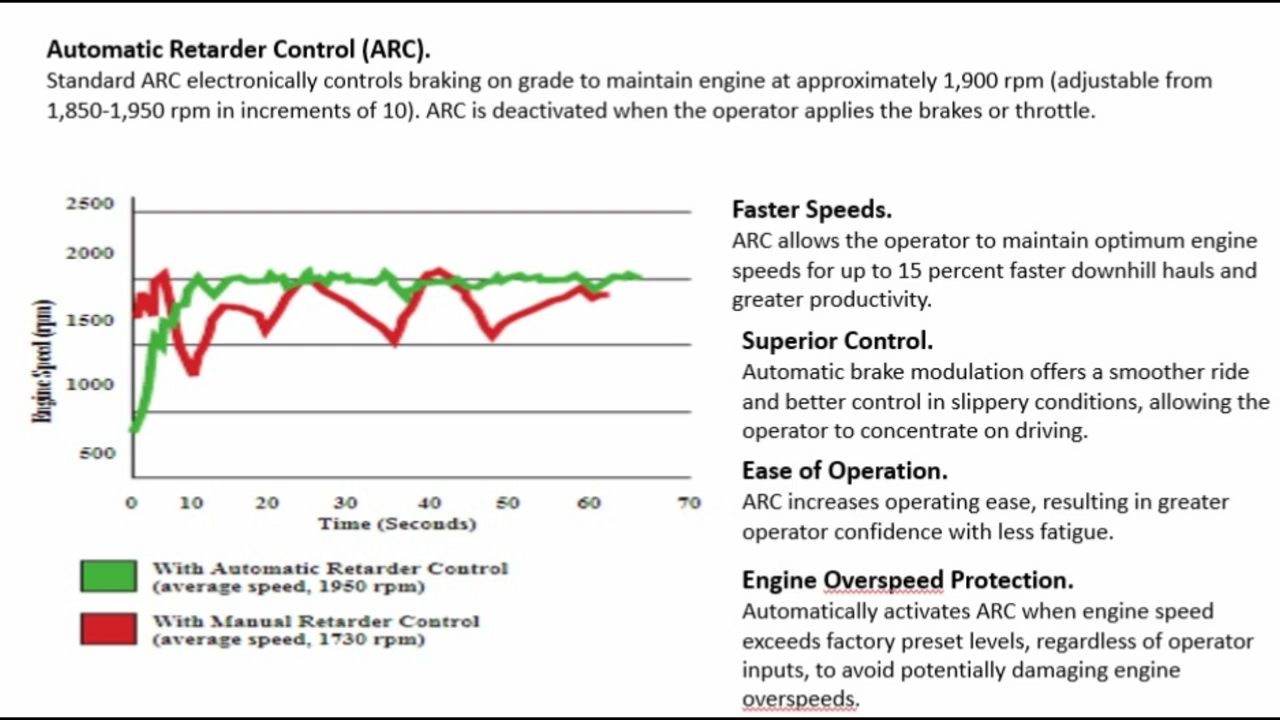 Automatic Retarder Control (ARC).
Standard ARC electronically controls braking on grade to maintain engine at approximately 1,900 rpm (adjustable from
1,850-1,950 rpm in increments of 10). ARC is deactivated when the operator applies the brakes or throttle.
2500
2000
1500
1000
500
Engine Speed (rpm)
0 10 20 30 40 50 60 70
Time (Seconds)
With Automatic Retarder Control
(average speed, 1950 rpm)
With Manual Retarder Control
(average speed, 1730 rpm)
Faster Speeds.
ARC allows the operator to maintain optimum engine
speeds for up to 15 percent faster downhill hauls and
greater productivity.
Superior Control.
Automatic brake modulation offers a smoother ride
and better control in slippery conditions, allowing the
operator to concentrate on driving.
Ease of Operation.
ARC increases operating ease, resulting in greater
operator confidence with less fatigue.
Engine Overspeed Protection.
Automatically activates ARC when engine speed
exceeds factory preset levels, regardless of operator
inputs, to avoid potentially damaging engine
overspeeds.